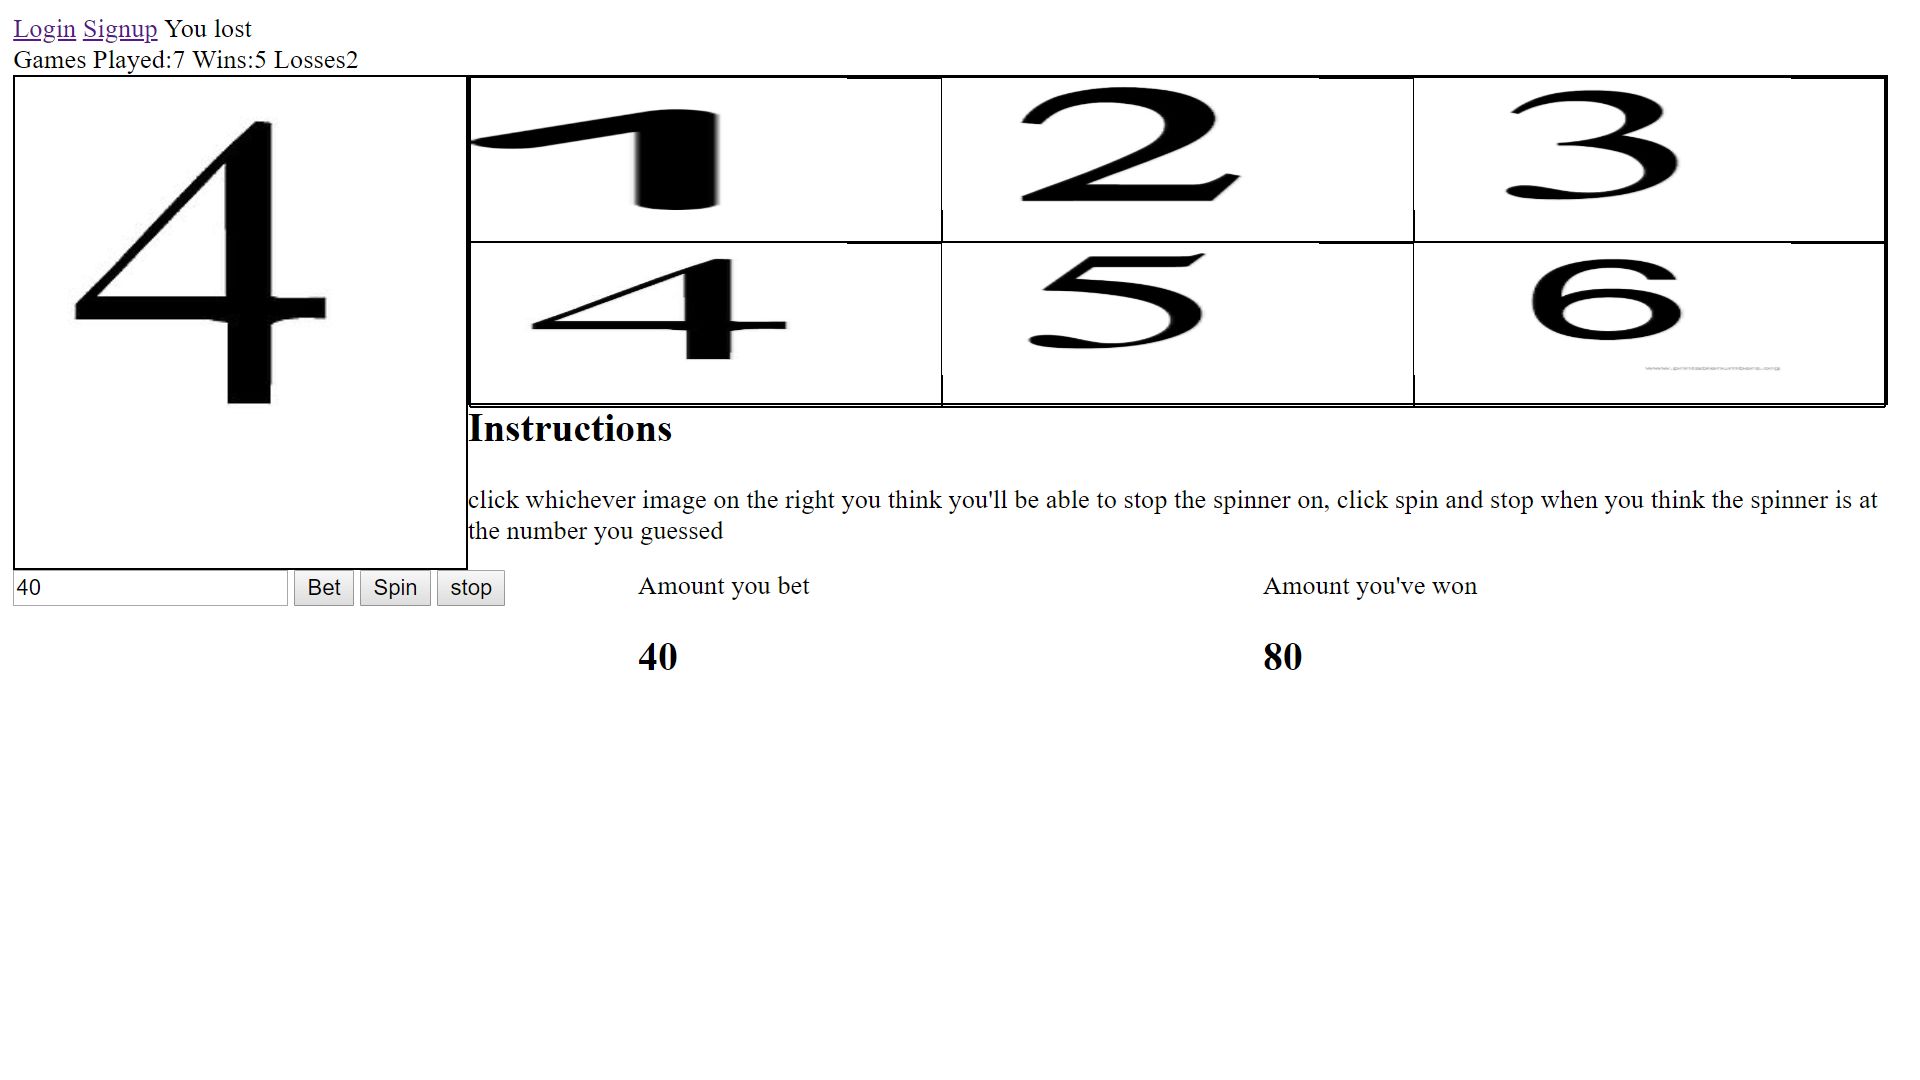 Login Signup You lost
Games Played:7 Wins:5 Losses2
4
1 2 3
4 5 6
www.printablenumbers.org
Instructions
click whichever image on the right you think you'll be able to stop the spinner on, click spin and stop when you think the spinner is at
the number you guessed
40 Bet Spin stop
Amount you bet Amount you've won
40 80